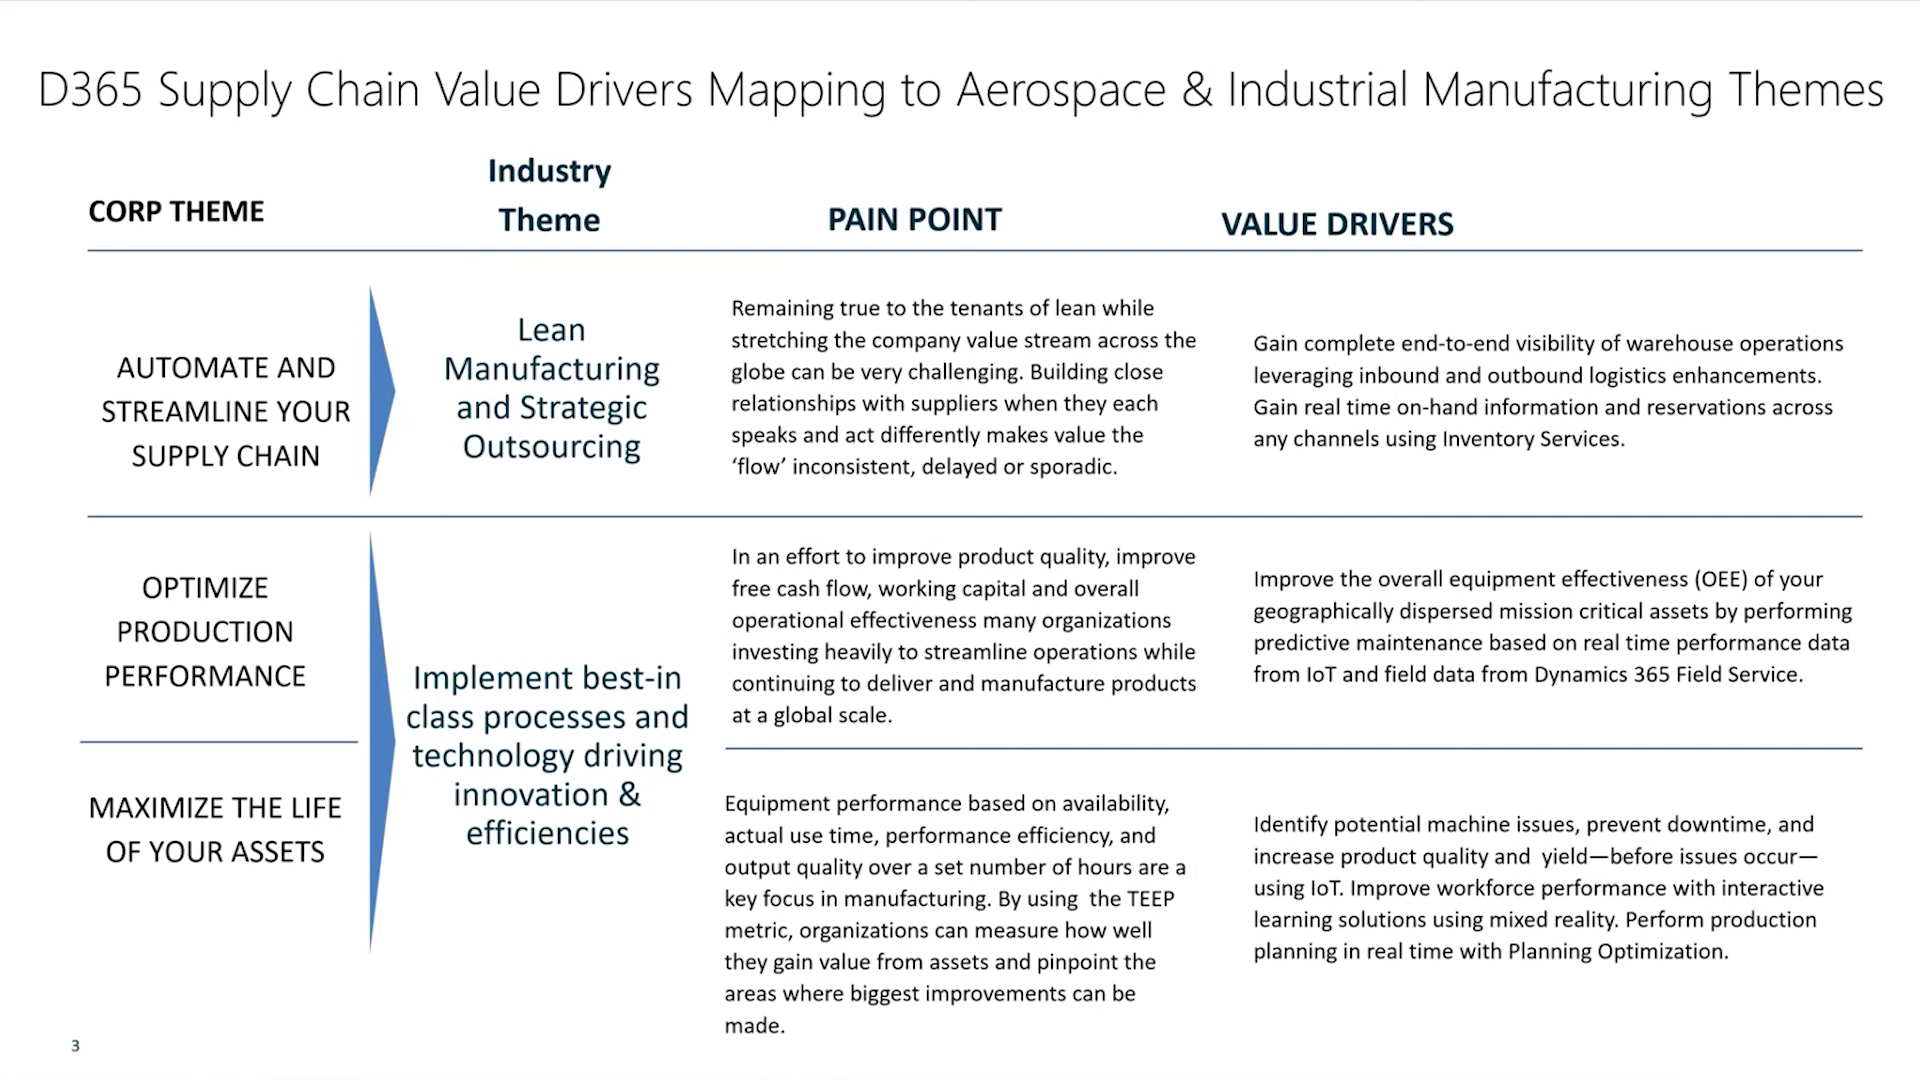 D365 Supply Chain Value Drivers Mapping to Aerospace & Industrial Manufacturing Themes
CORP THEME
Industry
Theme
PAIN POINT
VALUE DRIVERS
AUTOMATE AND
STREAMLINE YOUR
SUPPLY CHAIN
Lean
Manufacturing
and Strategic
Outsourcing
Remaining true to the tenants of lean while
stretching the company value stream across the
globe can be very challenging. Building close
relationships with suppliers when they each
speaks and act differently makes value the
‘flow’ inconsistent, delayed or sporadic.
Gain complete end-to-end visibility of warehouse operations
leveraging inbound and outbound logistics enhancements.
Gain real time on-hand information and reservations across
any channels using Inventory Services.
OPTIMIZE
PRODUCTION
PERFORMANCE
MAXIMIZE THE LIFE
OF YOUR ASSETS
Implement best-in
class processes and
technology driving
innovation &
efficiencies
In an effort to improve product quality, improve
free cash flow, working capital and overall
operational effectiveness many organizations
investing heavily to streamline operations while
continuing to deliver and manufacture products
at a global scale.
Improve the overall equipment effectiveness (OEE) of your
geographically dispersed mission critical assets by performing
predictive maintenance based on real time performance data
from IoT and field data from Dynamics 365 Field Service.
Equipment performance based on availability,
actual use time, performance efficiency, and
output quality over a set number of hours are a
key focus in manufacturing. By using  the TEEP
metric, organizations can measure how well
they gain value from assets and pinpoint the
areas where biggest improvements can be
made.
Identify potential machine issues, prevent downtime, and
increase product quality and  yield—before issues occur—
using IoT. Improve workforce performance with interactive
learning solutions using mixed reality. Perform production
planning in real time with Planning Optimization.
3